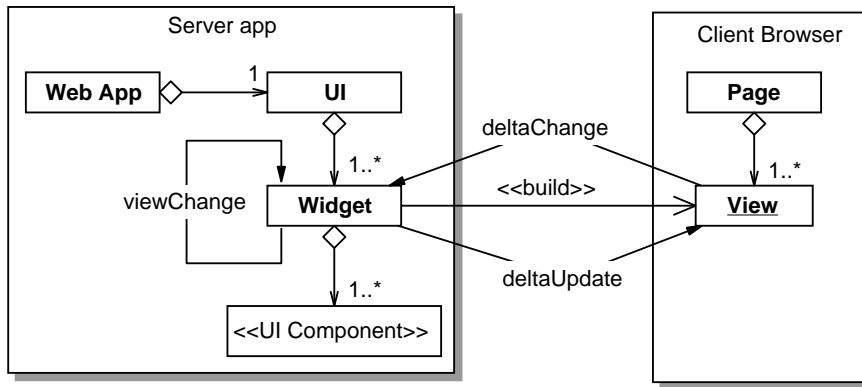 Server app
Client Browser
Web App
1
UI
Page
deltaChange
1..*
1..*
viewChange
Widget
<<build>>
View
deltaUpdate
1..*
<<UI Component>>